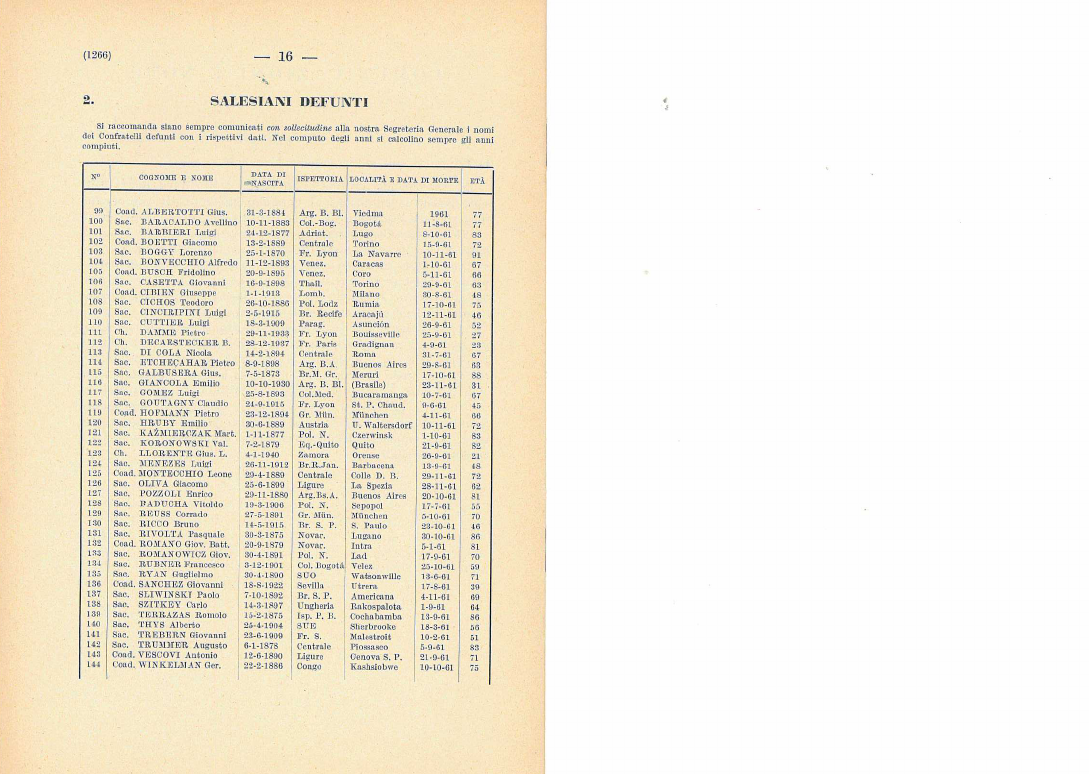 (1266)
— 16 —
2. SALESIANI DEFUNTI
Si raccomanda siano sempre comunicati con sollecitudine alla nostra Segreteria Generale i nomi
dei Confratelli defunti con i rispettivi dati. Nel computo degli anni si calcolino sempre gli anni
compiuti.
N° COGNOME E NOME DATA DI NASCITA ISPETTORIA LOCALITÀ E DATA DI MORTE ETÀ
99 Coad. ALBERTOTTI Gius. 31-3-1884 Arg. B. Bl. Viedma 1961 77
100 Sac. BARACALDO Avellino 10-11-1883 Col.-Bog. Bogotá 11-8-61 77
101 Sac. BARBIERI Luigi 24-12-1877 Adriat. Lugo 8-10-61 83
102 Coad. BOETTI Giacomo 13-2-1889 Centrale Torino 15-9-61 72
103 Sac. BOGGY Lorenzo 25-1-1870 Fr. Lyon La Navarre 10-11-61 91
104 Sac. BONVECCHIO Alfredo 11-12-1893 Venez. Caracas 1-10-61 67
105 Coad. BUSCH Fridolino 20-9-1895 Venez. Coro 5-11-61 66
106 Sac. CASETTA Giovanni 16-9-1898 Thail. Torino 29-9-61 63
107 Coad. CIBIEN Giuseppe 1-1-1913 Lomb. Milano 30-8-61 48
108 Sac. CICHOS Teodoro 26-10-1886 Pol. Lodz Rumia 17-10-61 75
109 Sac. CINCIRIPINI Luigi 2-5-1915 Br. Recife Aracajú 12-11-61 46
110 Sac. CUTTIER Luigi 18-3-1909 Parag. Asunción 26-9-61 52
111 Ch. DAMME Pietro 29-11-1933 Fr. Lyon Bouisseville 25-9-61 27
112 Ch. DECARSTECKER B. 28-12-1937 Fr. Paris Gradignan 4-9-61 23
113 Sac. DI COLA Nicola 14-2-1894 Centrale Roma 31-7-61 67
114 Sac. ETCHEÇAHAR Pietro 8-9-1898 Arg. B.A. Buenos Aires 29-8-61 63
115 Sac. GALBUSERA Gius. 7-5-1873 Br.M. Gr. Meruri 17-10-61 88
116 Sac. GIANCOLA Emilio 10-10-1930 Arg. B. Bl. (Brasile) 23-11-61 31
117 Sac. GOMEZ Luigi 25-8-1893 Col.Med. Bucaramanga 10-7-61 67
118 Sac. GOUTAGNY Claudio 24-9-1915 Fr. Lyon St. P. Chaud. 9-6-61 45
119 Coad. HOFMANN Pietro 23-12-1894 Gr. Mün. München 4-11-61 66
120 Sac. HRUBY Emilio 30-6-1889 Austria U. Waltersdorf 10-11-61 72
121 Sac. KAŻMIERCZAK Mart. 1-11-1877 Pol. N. Czerwinsk 1-10-61 83
122 Sac. KORONOWSKI Val. 7-2-1879 Eq.-Quito Quito 21-9-61 82
123 Ch. LLORENTE Gius. L. 4-1-1940 Zamora Orense 26-9-61 21
124 Sac. MENEZES Luigi 26-11-1912 Br.R.Jan. Barbacena 13-9-61 48
125 Coad. MONTECCHIO Leone 29-4-1889 Centrale Colle D. B. 29-11-61 72
126 Sac. OLIVA Giacomo 25-6-1899 Ligure La Spezia 28-11-61 62
127 Sac. POZZOLI Enrico 29-11-1880 Arg.Bs.A. Buenos Aires 20-10-61 81
128 Sac. PADUCHA Vitoldo 19-3-1906 Pol. N. Sepopol 17-7-61 55
129 Sac. REUSS Corrado 27-5-1891 Gr. Mün. München 5-10-61 70
130 Sac. RICCO Bruno 14-5-1915 Br. S. P. S. Paulo 23-10-61 46
131 Sac. RIVOLTA Pasquale 30-3-1875 Novar. Lugano 30-10-61 86
132 Coad. ROMANO Giov. Batt. 20-9-1879 Novar. Intra 5-1-61 81
133 Sac. ROMANOWICZ Giov. 30-4-1891 Pol. N. Lad 17-9-61 70
134 Sac. RUBNER Francesco 3-12-1901 Col. Bogotá Velez 25-10-61 59
135 Sac. RYAN Guglielmo 30-4-1890 SUO Watsonwille 13-6-61 71
136 Coad. SANCHEZ Giovanni 18-8-1922 Sevilla Utrera 17-8-61 39
137 Sac. SLIWINSKI Paolo 7-10-1892 Br. S. P. Americana 4-11-61 69
138 Sac. SZITKEY Carlo 14-3-1897 Ungheria Rakospalota 1-9-61 64
139 Sac. TERRAZAS Romolo 15-2-1875 Isp. P. B. Cochabamba 13-9-61 86
140 Sac. THYS Alberto 25-4-1904 SUE Sherbrooke 18-3-61 56
141 Sac. TREBERN Giovanni 23-6-1909 Fr. S. Malestroit 10-2-61 51
142 Sac. TRUMMER Augusto 6-1-1878 Centrale Piossasco 5-9-61 83
143 Coad. VESCOVI Antonio 12-6-1890 Ligure Genova S. P. 21-9-61 71
144 Coad. WINKELMAN Ger. 22-2-1886 Congo Kashsiobwe 10-10-61 75